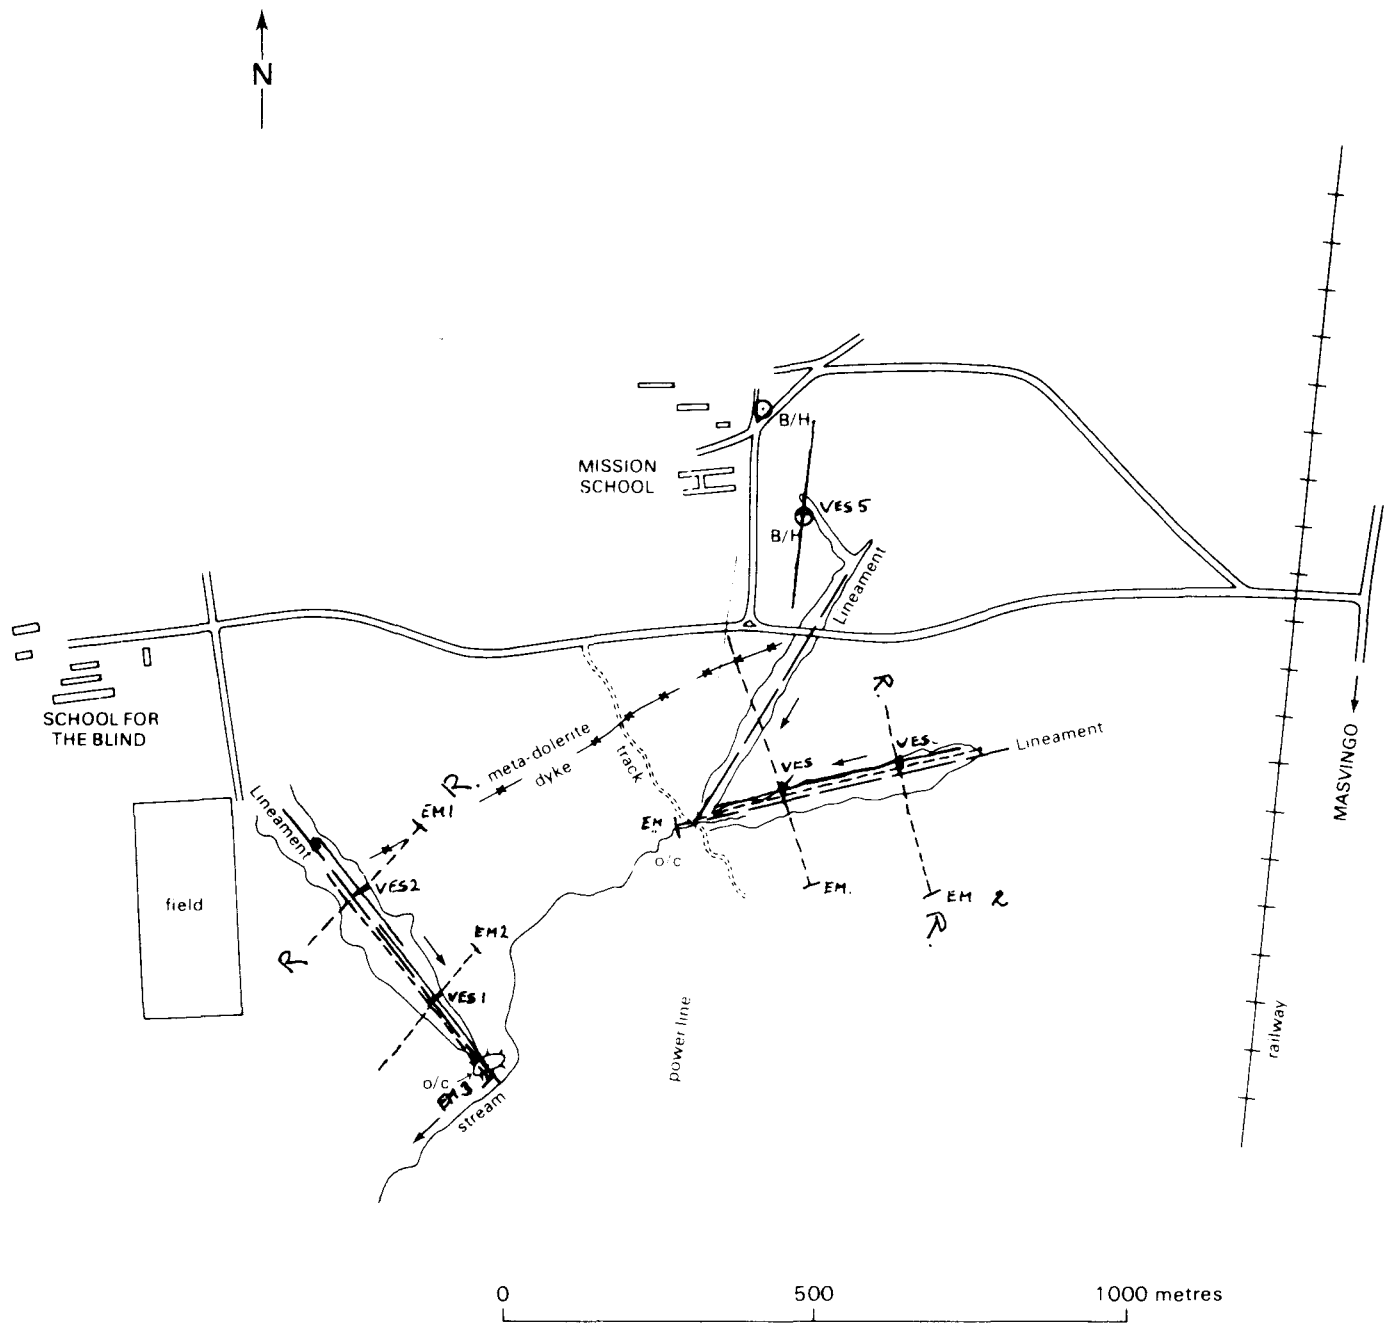 N
B/H
MISSION
SCHOOL
VES 5
B/H
Lineament
SCHOOL FOR
THE BLIND
R.
VES.
Lineament
MASVINGO
R. meta-dolerite
dyke
track
VES
Lineament
EM1
EM.
o/c
VES2
EM.
EM 2
R.
field
R
EM2
VES1
power line
railway
o/c
EM3
stream
0 500 1000 metres